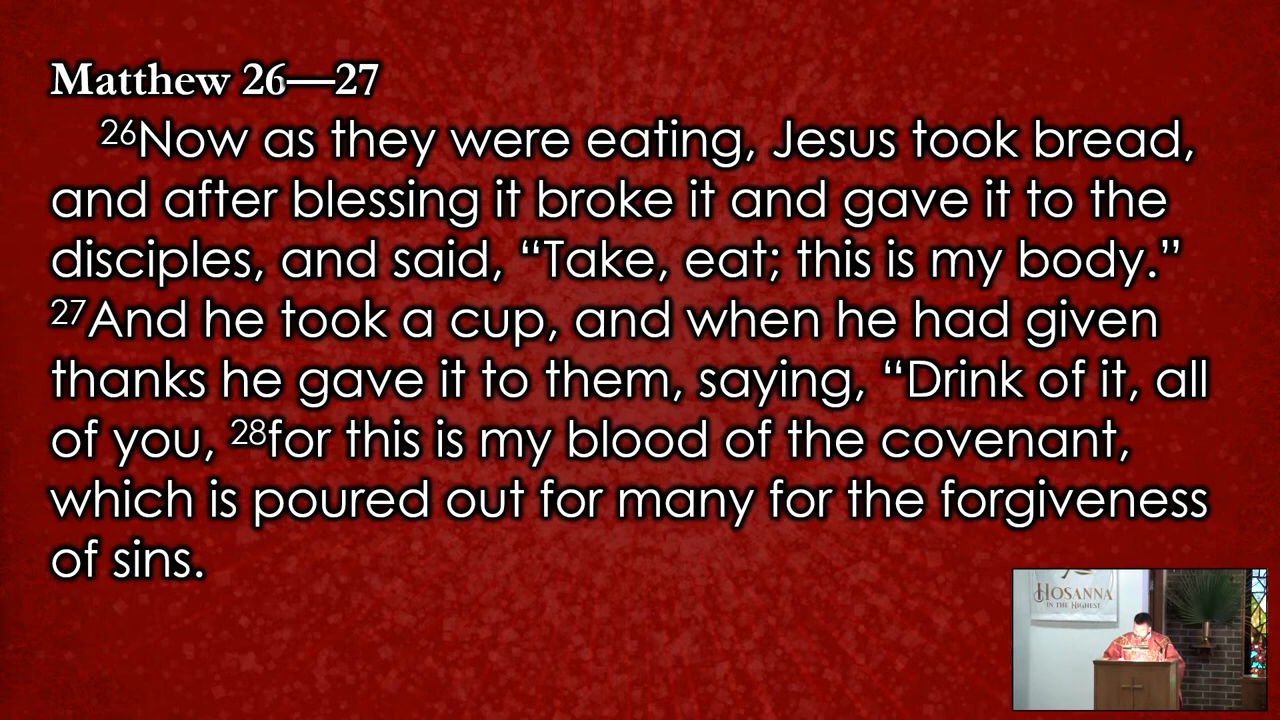 Matthew 26—27
26Now as they were eating, Jesus took bread,
and after blessing it broke it and gave it to the
disciples, and said, “Take, eat; this is my body.”
27And he took a cup, and when he had given
thanks he gave it to them, saying, “Drink of it, all
of you, 28for this is my blood of the covenant,
which is poured out for many for the forgiveness
of sins.
HOSANNA
IN THE HIGHEST